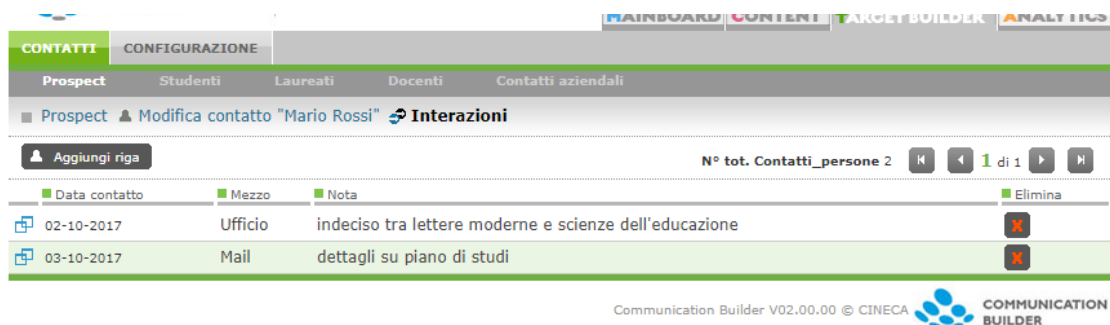 MAINBOARD CONTENT TARGET BUILDER ANALYTICS
CONTATTI CONFIGURAZIONE
Prospect Studenti Laureati Docenti Contatti aziendali
Prospect Modifica contatto "Mario Rossi" Interazioni
Aggiungi riga N° tot. Contatti_persone 2 1 di 1
Data contatto Mezzo Nota Elimina
02-10-2017 Ufficio indeciso tra lettere moderne e scienze dell'educazione X
03-10-2017 Mail dettagli su piano di studi X
Communication Builder V02.00.00 © CINECA COMMUNICATION
BUILDER